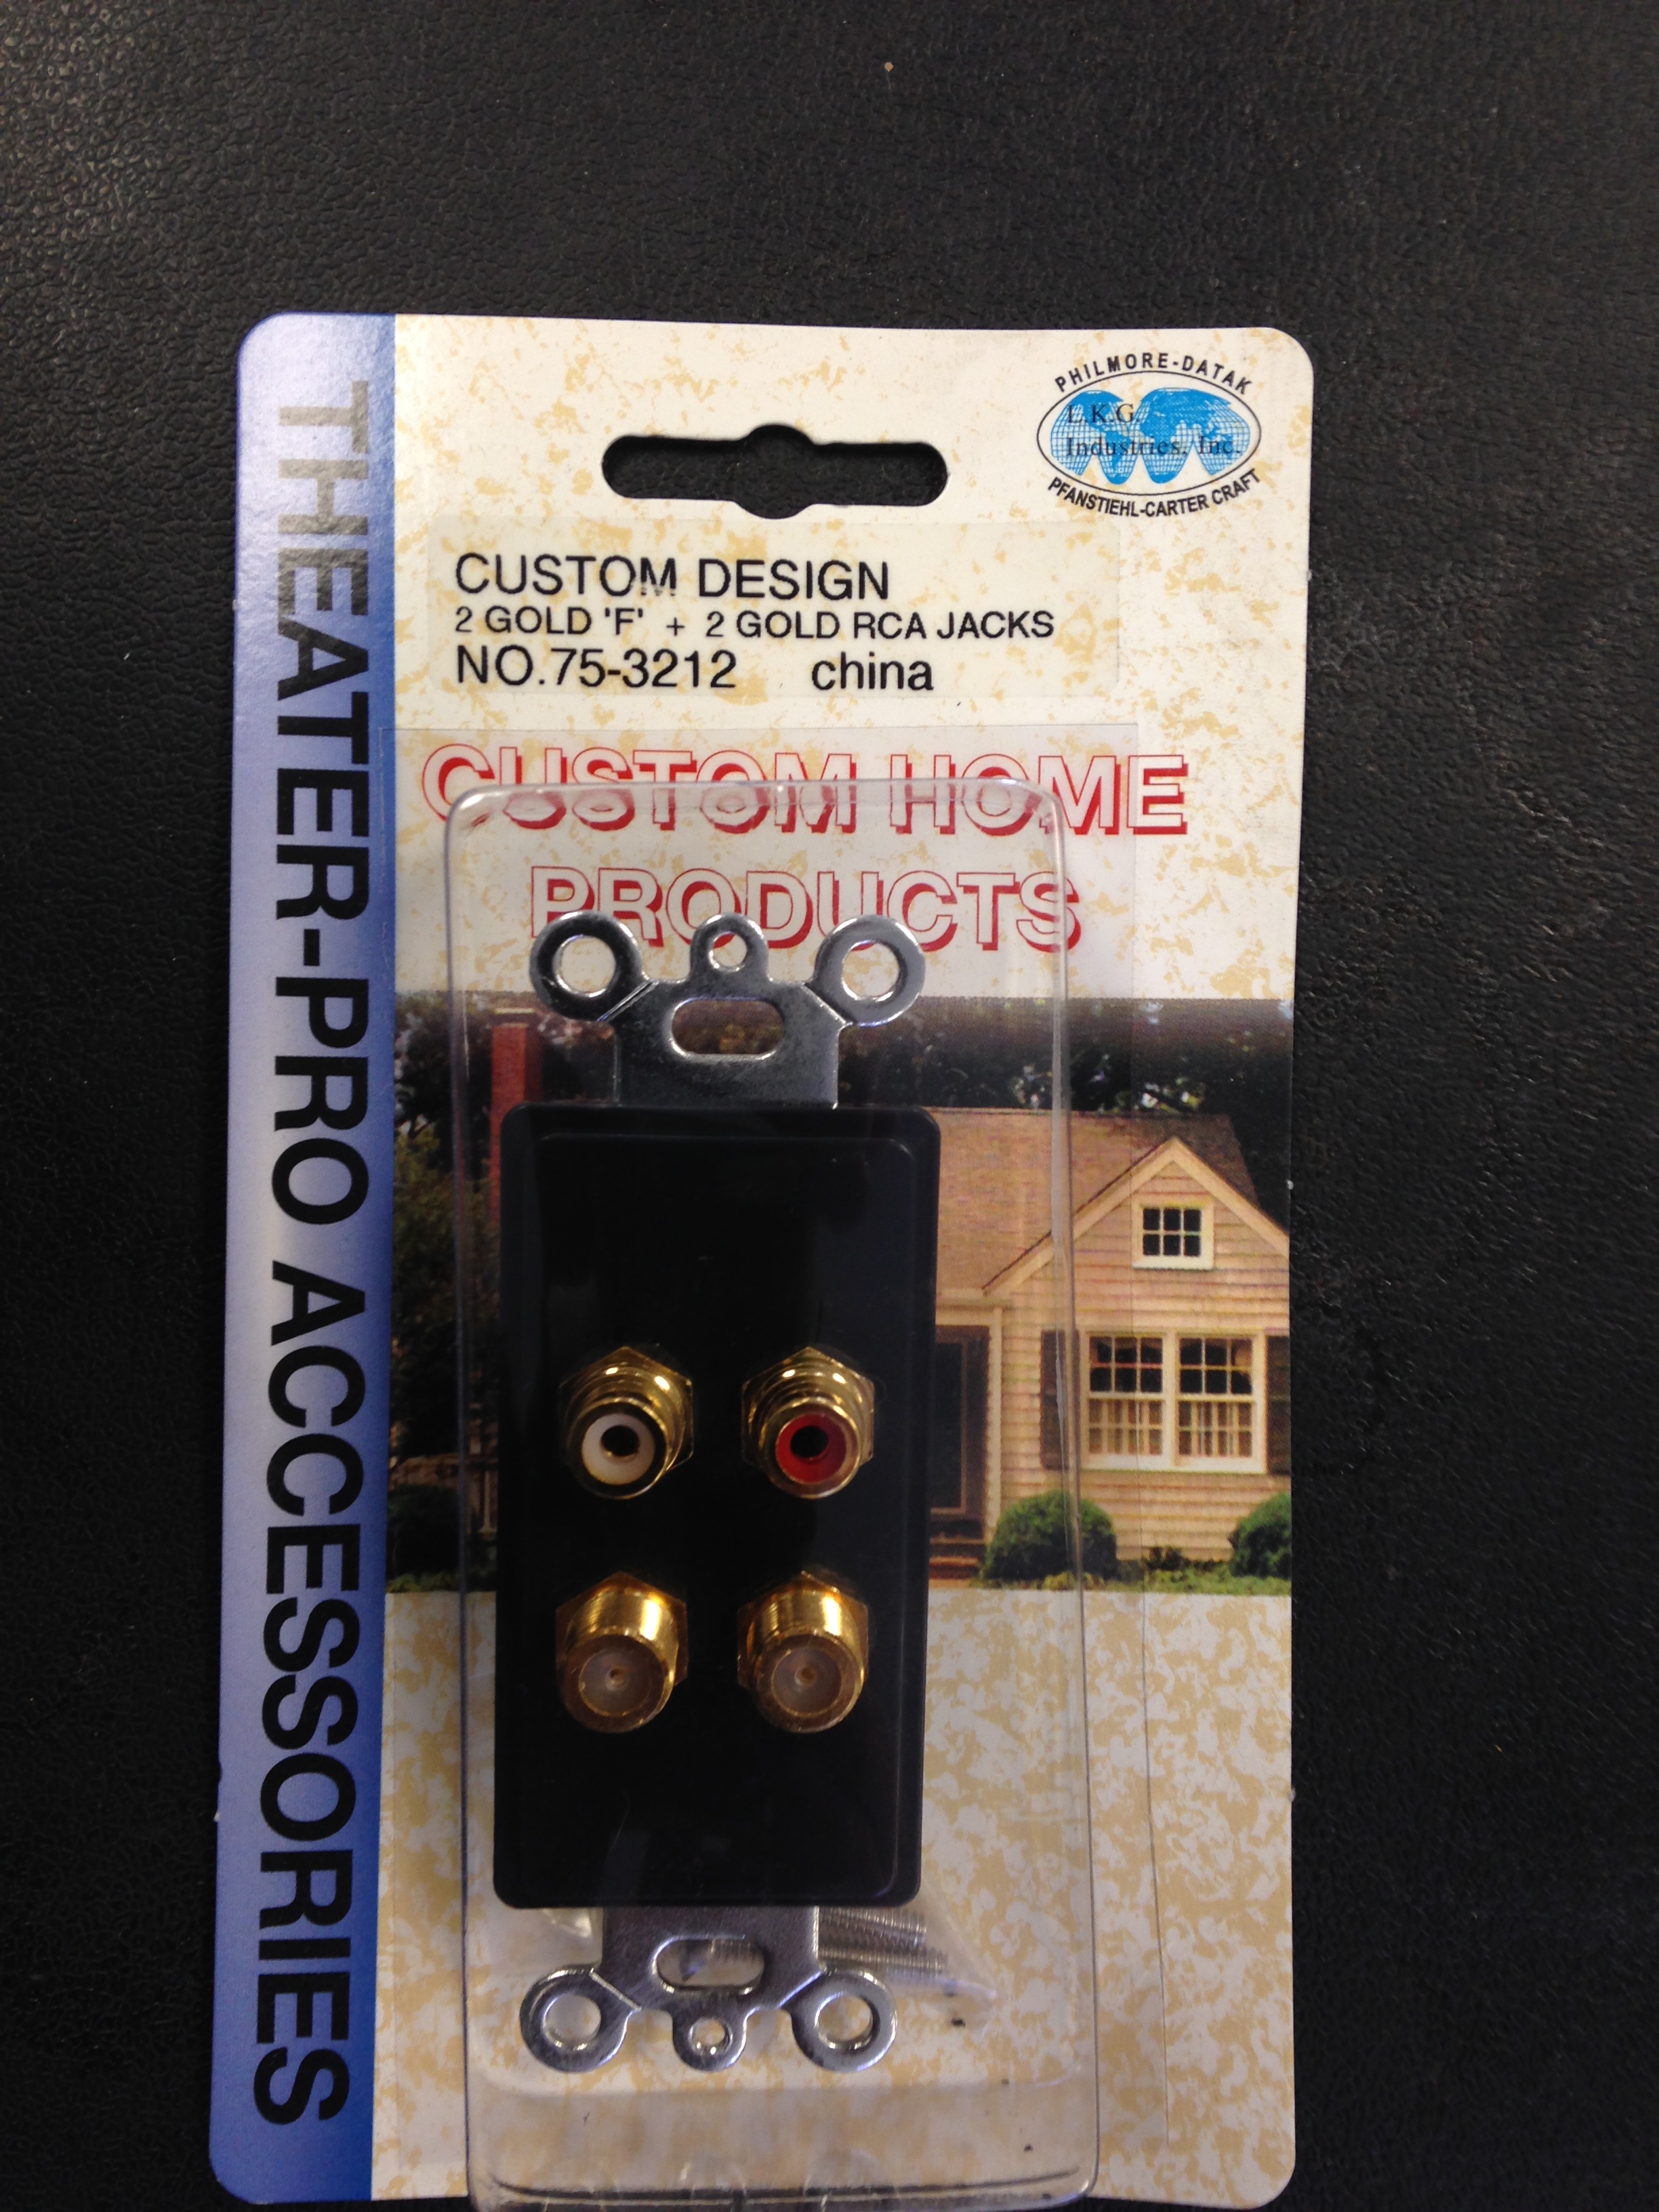 PHILMORE-DATAK
L.K.G.
Industries, Inc.
PFANSTIEHL-CARTER CRAFT
CUSTOM DESIGN
2 GOLD 'F' + 2 GOLD RCA JACKS
NO.75-3212 china
CUSTOM HOME
PRODUCTS
THEATER-PRO ACCESSORIES